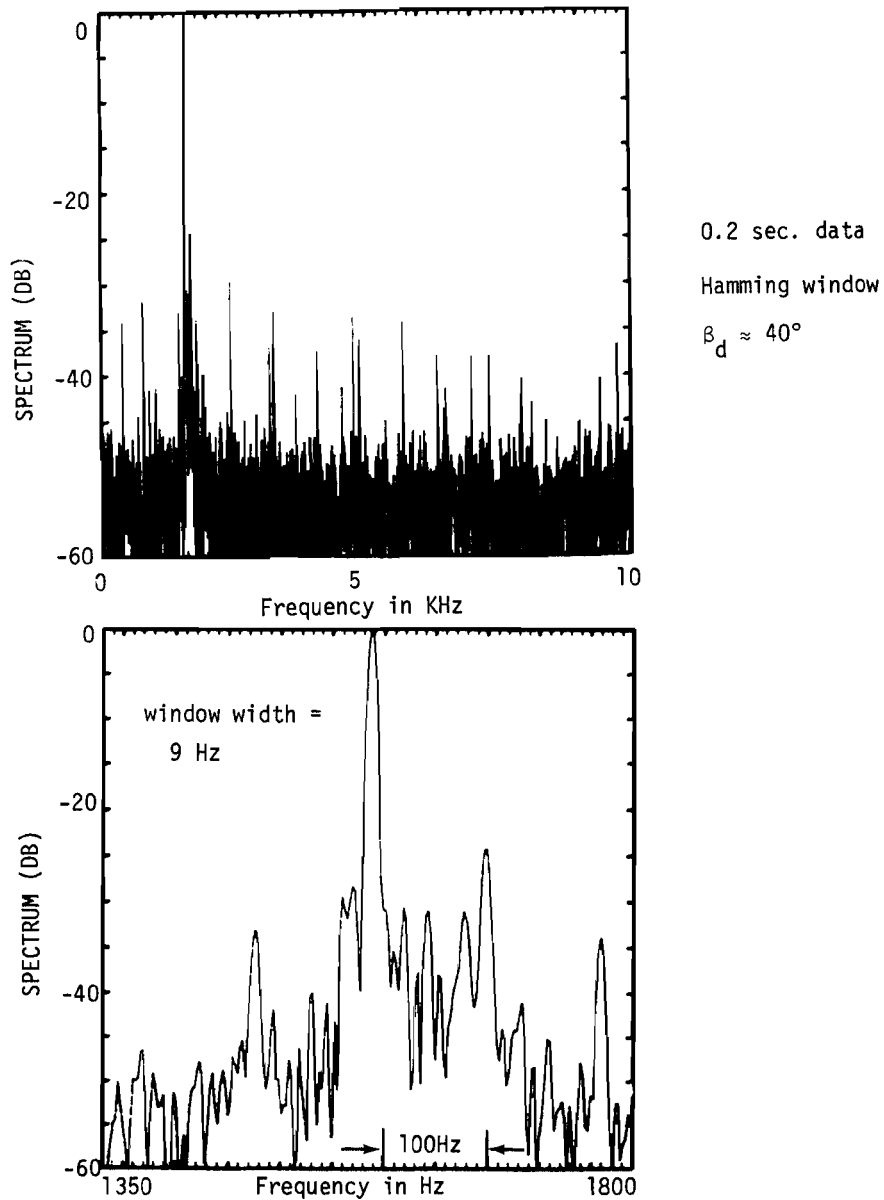 0
-20
-40
-60
SPECTRUM (DB)
0
5
10
Frequency in KHz
0.2 sec. data
Hamming window
βd ≈ 40°
0
-20
-40
-60
SPECTRUM (DB)
window width =
9 Hz
100Hz
1350
Frequency in Hz
1800